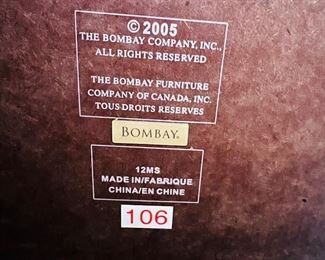 © 2005
THE BOMBAY COMPANY, INC.,
ALL RIGHTS RESERVED
THE BOMBAY FURNITURE
COMPANY OF CANADA, INC.
TOUS DROITS RESERVES
BOMBAY®
12MS
MADE IN/FABRIQUE
CHINA/EN CHINE
106